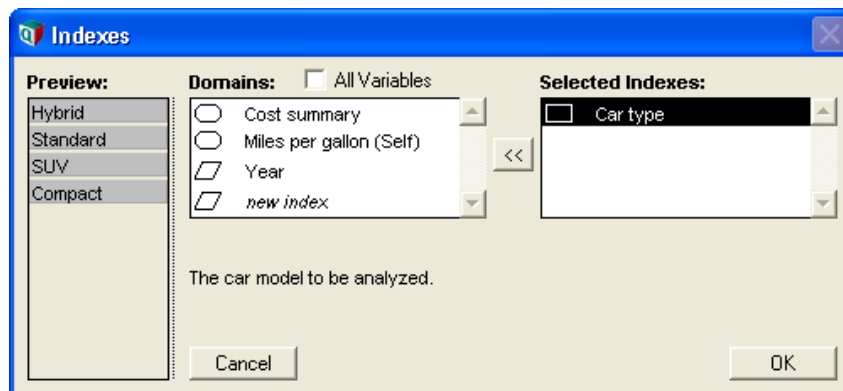 Indexes
Preview:
Hybrid
Standard
SUV
Compact
Domains:
All Variables
Cost summary
Miles per gallon (Self)
Year
new index
<<
Selected Indexes:
Car type
The car model to be analyzed.
Cancel
OK